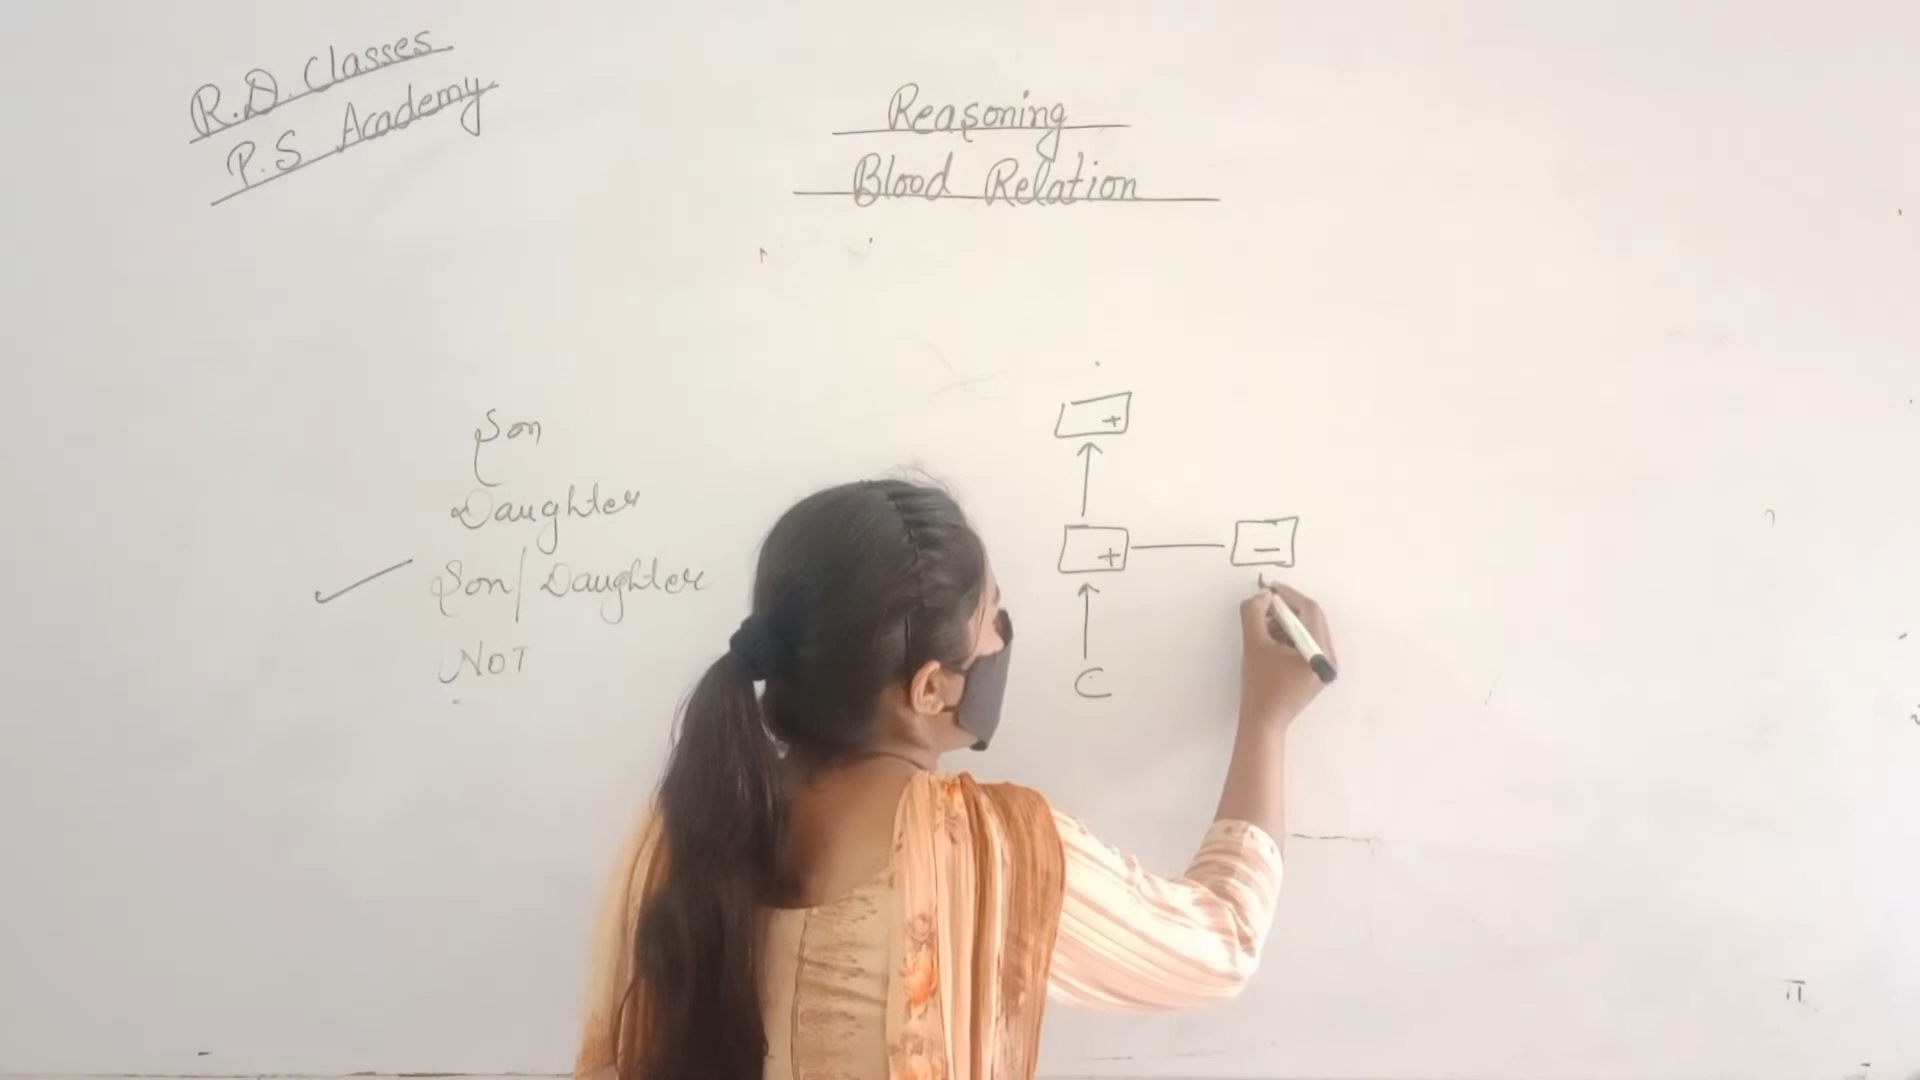 R.D. Classes
P.S Academy
Reasoning
Blood Relation
Son
Daughter
Son/Daughter
NOT
+
+ −
C